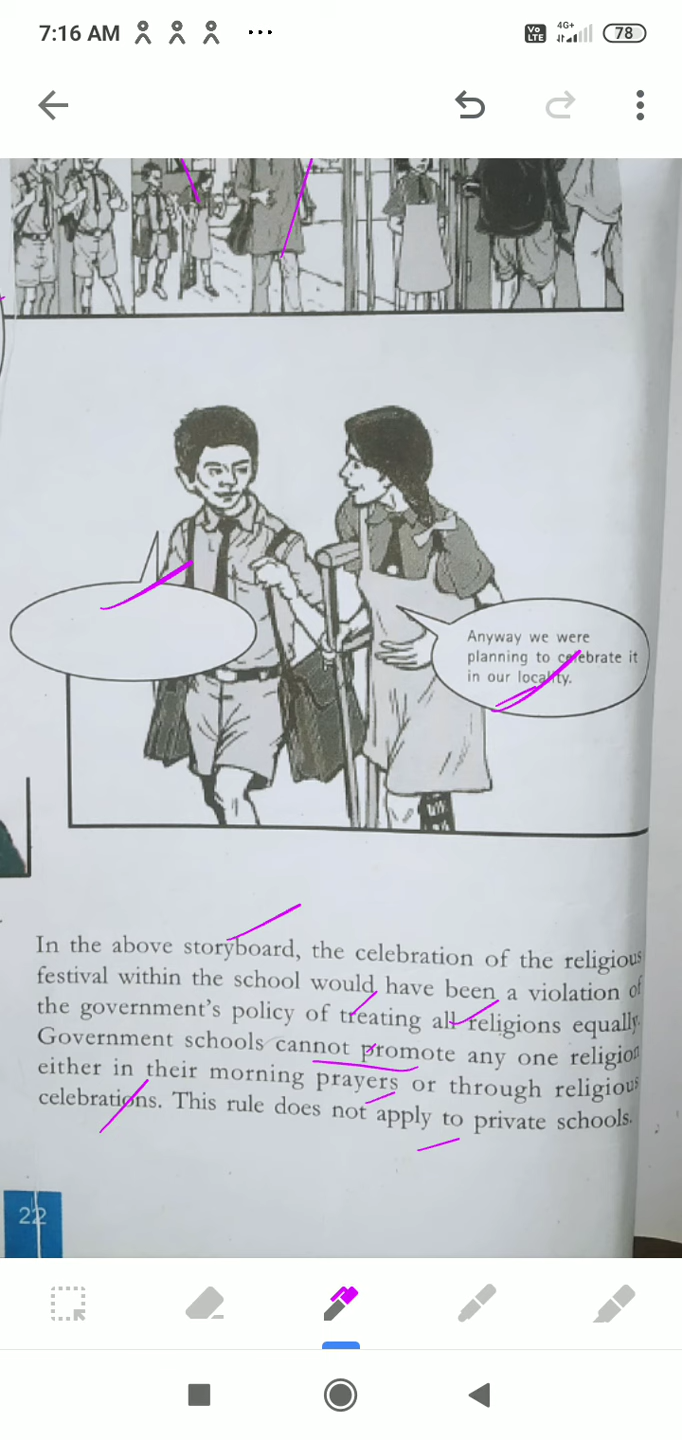 7:16 AM
Vo
LTE
4G+
78
Anyway we were
planning to celebrate it
in our locality.
In the above storyboard, the celebration of the religious
festival within the school would have been a violation of
the government's policy of treating all religions equally.
Government schools cannot promote any one religion
either in their morning prayers or through religious
celebrations. This rule does not apply to private schools.
22